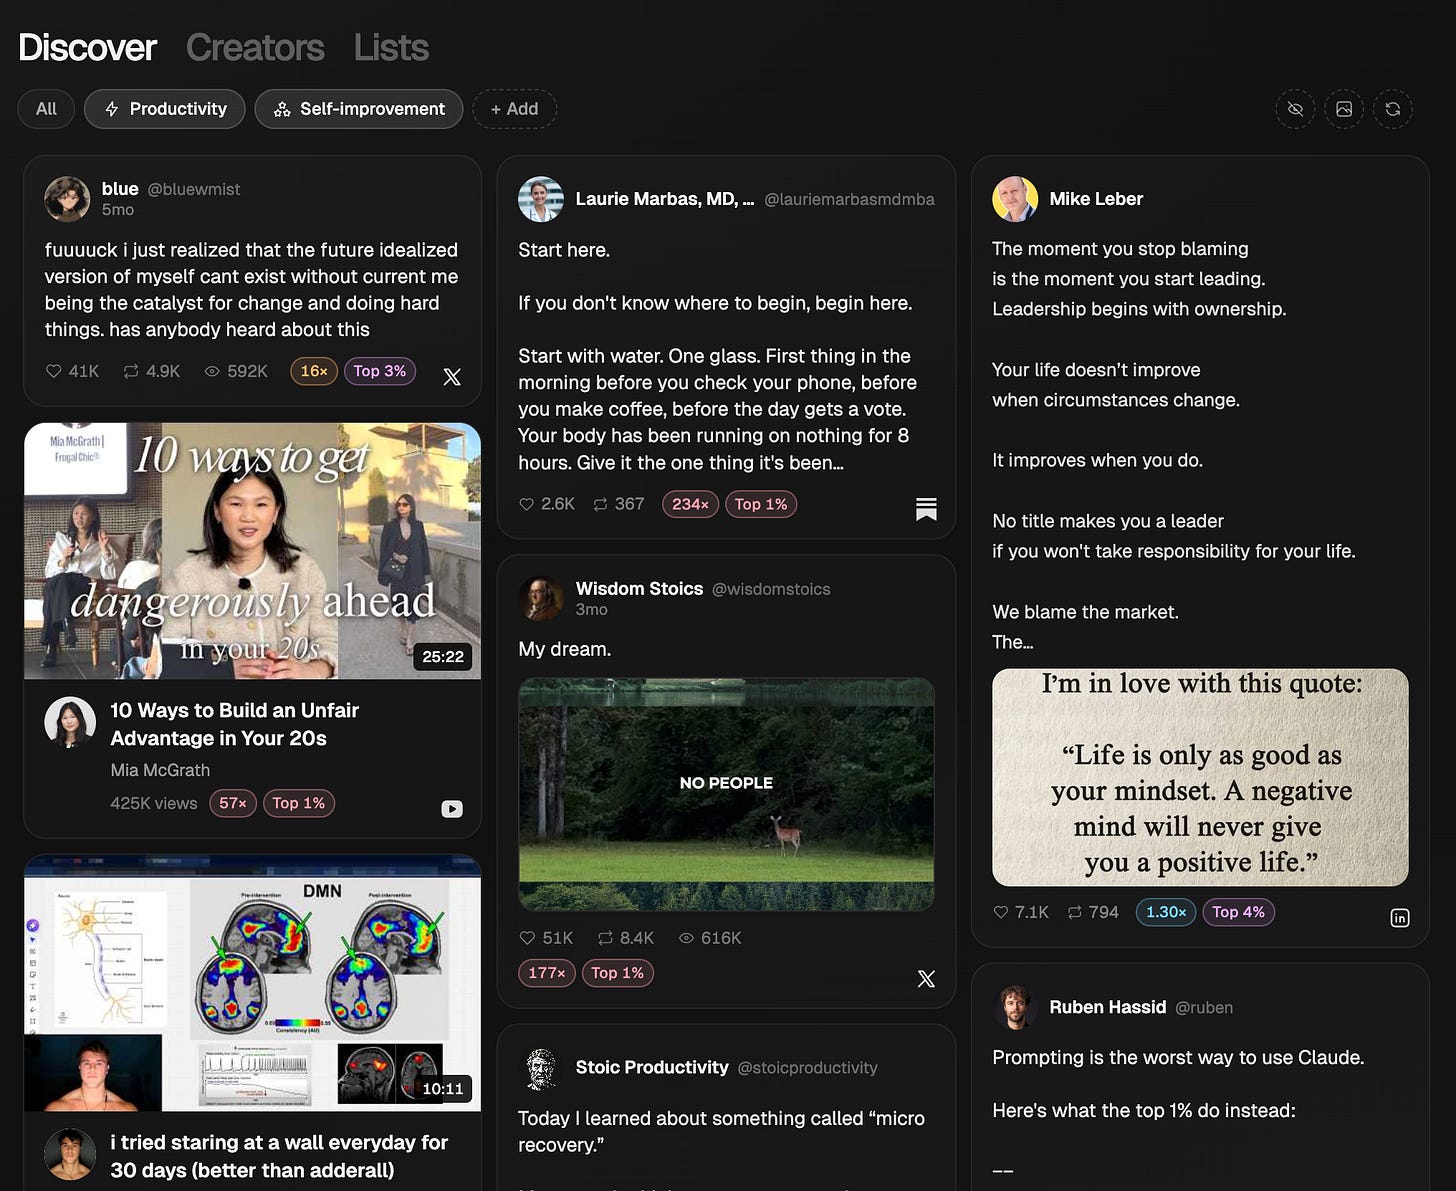 Discover Creators Lists
All Productivity Self-improvement + Add
blue @bluewmist
5mo
fuuuuck i just realized that the future idealized
version of myself cant exist without current me
being the catalyst for change and doing hard
things. has anybody heard about this
41K 4.9K 592K 16× Top 3%
Mia McGrath |
Frugal Chic®
10 ways to get
dangerously ahead
in your 20s
25:22
10 Ways to Build an Unfair
Advantage in Your 20s
Mia McGrath
425K views 57× Top 1%
DMN
Pre-intervention Post-intervention
Consistency (AU)
10:11
i tried staring at a wall everyday for
30 days (better than adderall)
Laurie Marbas, MD, ... @lauriemarbasmdmba
Start here.
If you don't know where to begin, begin here.
Start with water. One glass. First thing in the
morning before you check your phone, before
you make coffee, before the day gets a vote.
Your body has been running on nothing for 8
hours. Give it the one thing it's been...
2.6K 367 234× Top 1%
Wisdom Stoics @wisdomstoics
3mo
My dream.
NO PEOPLE
51K 8.4K 616K
177× Top 1%
Stoic Productivity @stoicproductivity
Today I learned about something called “micro
recovery.”
Mike Leber
The moment you stop blaming
is the moment you start leading.
Leadership begins with ownership.
Your life doesn’t improve
when circumstances change.
It improves when you do.
No title makes you a leader
if you won't take responsibility for your life.
We blame the market.
The...
I’m in love with this quote:
“Life is only as good as
your mindset. A negative
mind will never give
you a positive life.”
7.1K 794 1.30× Top 4%
Ruben Hassid @ruben
Prompting is the worst way to use Claude.
Here's what the top 1% do instead:
—